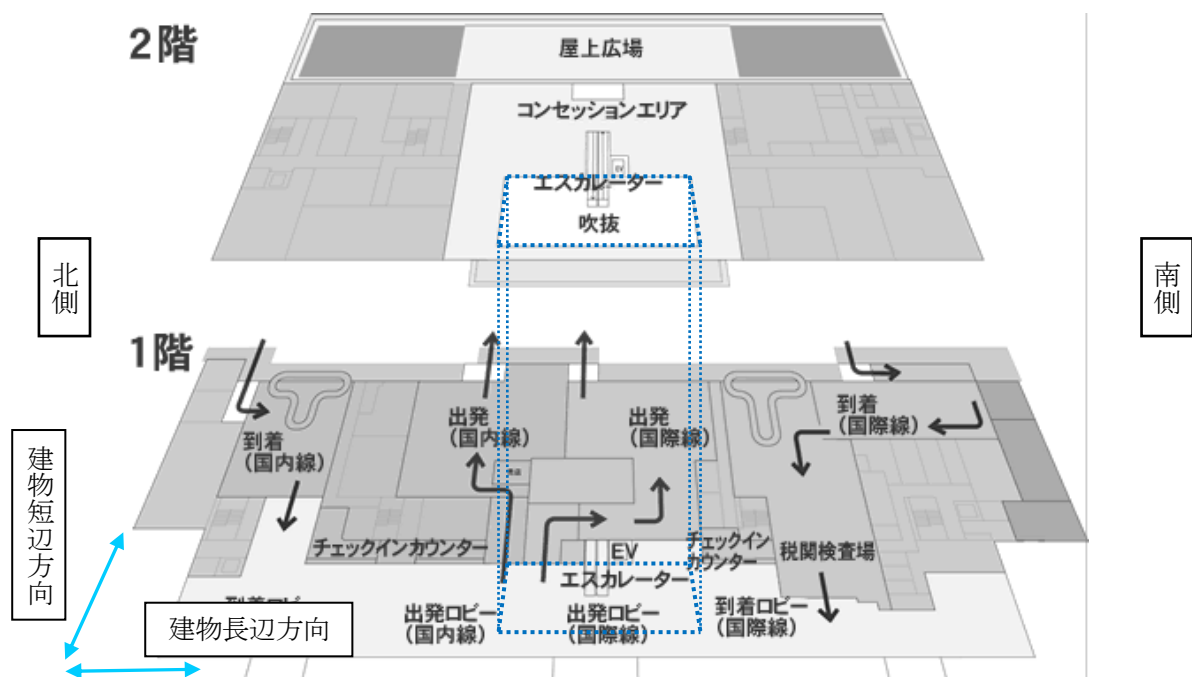 2階
屋上広場
コンセッションエリア
EV
エスカレーター
吹抜
北側
南側
1階
出発
(国内線)
出発
(国際線)
到着
(国際線)
到着
(国内線)
チェックインカウンター
EV
チェックイン
カウンター
税関検査場
エスカレーター
出発ロビー
(国内線)
出発ロビー
(国際線)
到着ロビー
(国際線)
建物短辺方向
建物長辺方向